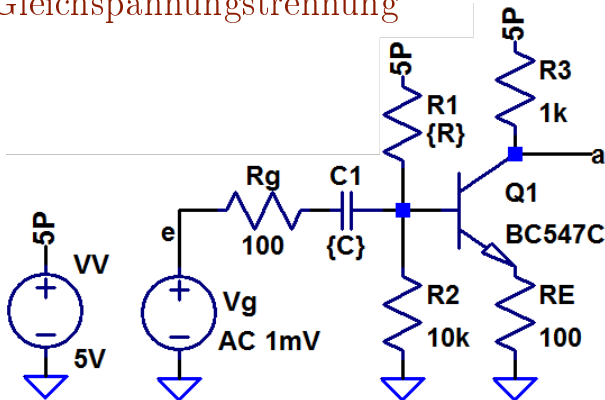 Gleichspannungstrennung
5P
5P
R3
1k
R1
{R}
a
Rg
100
C1
{C}
Q1
BC547C
e
5P
VV
5V
Vg
AC 1mV
R2
10k
RE
100